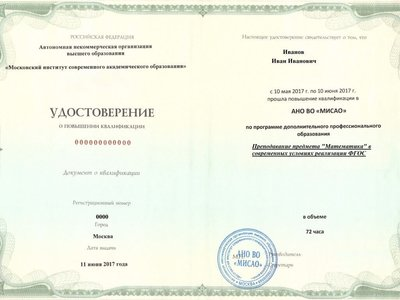 РОССИЙСКАЯ ФЕДЕРАЦИЯ
Автономная некоммерческая организация
высшего образования
«Московский институт современного академического образования»
УДОСТОВЕРЕНИЕ
О ПОВЫШЕНИИ КВАЛИФИКАЦИИ
000000000000
Документ о квалификации
Регистрационный номер
0000
Город
Москва
Дата выдачи
11 июня 2017 года
Настоящее удостоверение свидетельствует о том, что
Иванов
Иван Иванович
с 10 мая 2017 г. по 10 июня 2017 г.
прошла повышение квалификации в
АНО ВО «МИСАО»
по программе дополнительного профессионального
образования
Преподавание предмета "Математика" в
современных условиях реализации ФГОС
в объеме
72 часа
Руководитель
Секретарь
АНО ВО
«МИСАО»